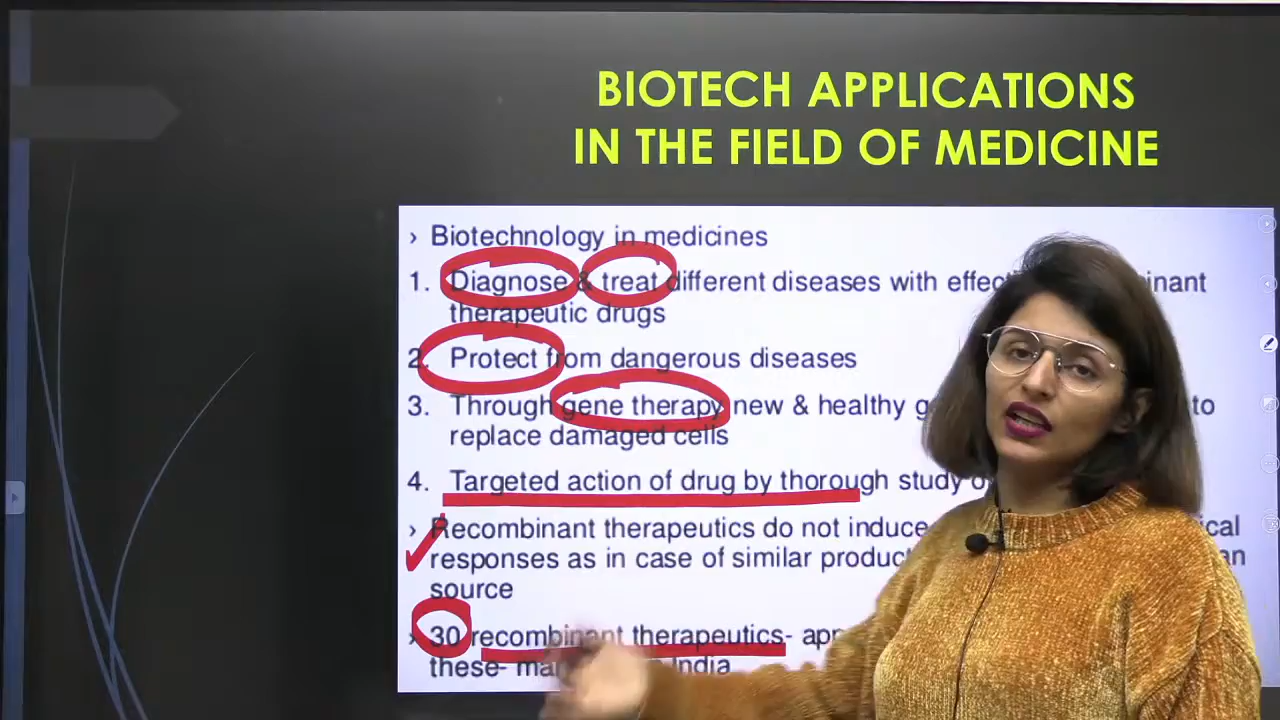 BIOTECH APPLICATIONS
IN THE FIELD OF MEDICINE
› Biotechnology in medicines
1. Diagnose & treat different diseases with
therapeutic drugs
2. Protect from dangerous diseases
3. Through gene therapy new & healthy to
replace damaged cells
4. Targeted action of drug by thorough study
› Recombinant therapeutics do not induce
responses as in case of similar
source
› 30 recombinant therapeutics-
these- India